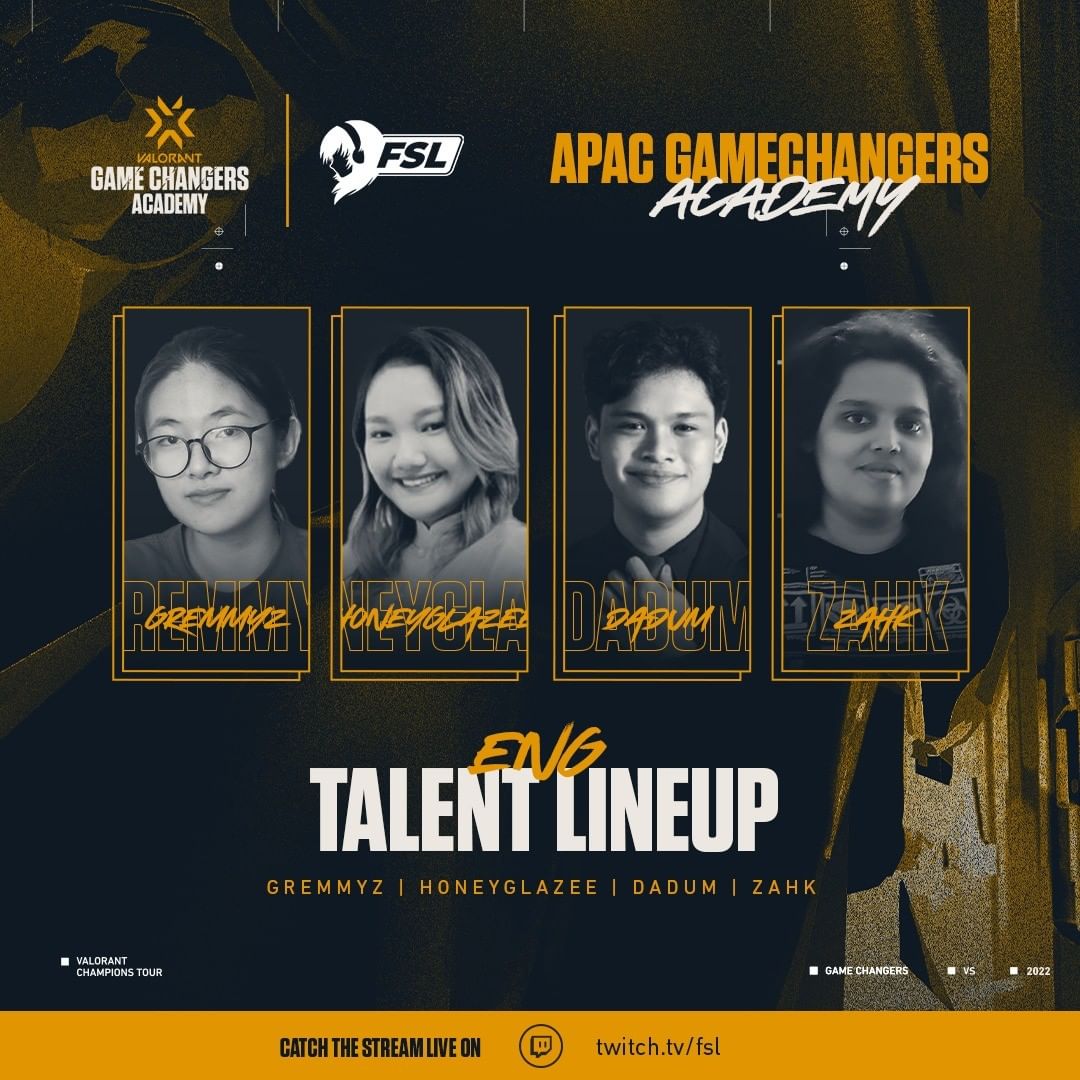 VALORANT
GAME CHANGERS
ACADEMY
FSL
APAC GAMECHANGERS
ACADEMY
REMMY
GREMMYZ
NEYGLA
HONEYGLAZEE
DADUM
DADUM
ZAHK
ZAHK
ENG
TALENT LINEUP
GREMMYZ | HONEYGLAZEE | DADUM | ZAHK
VALORANT
CHAMPIONS TOUR
GAME CHANGERS
VS
2022
CATCH THE STREAM LIVE ON
twitch.tv/fsl